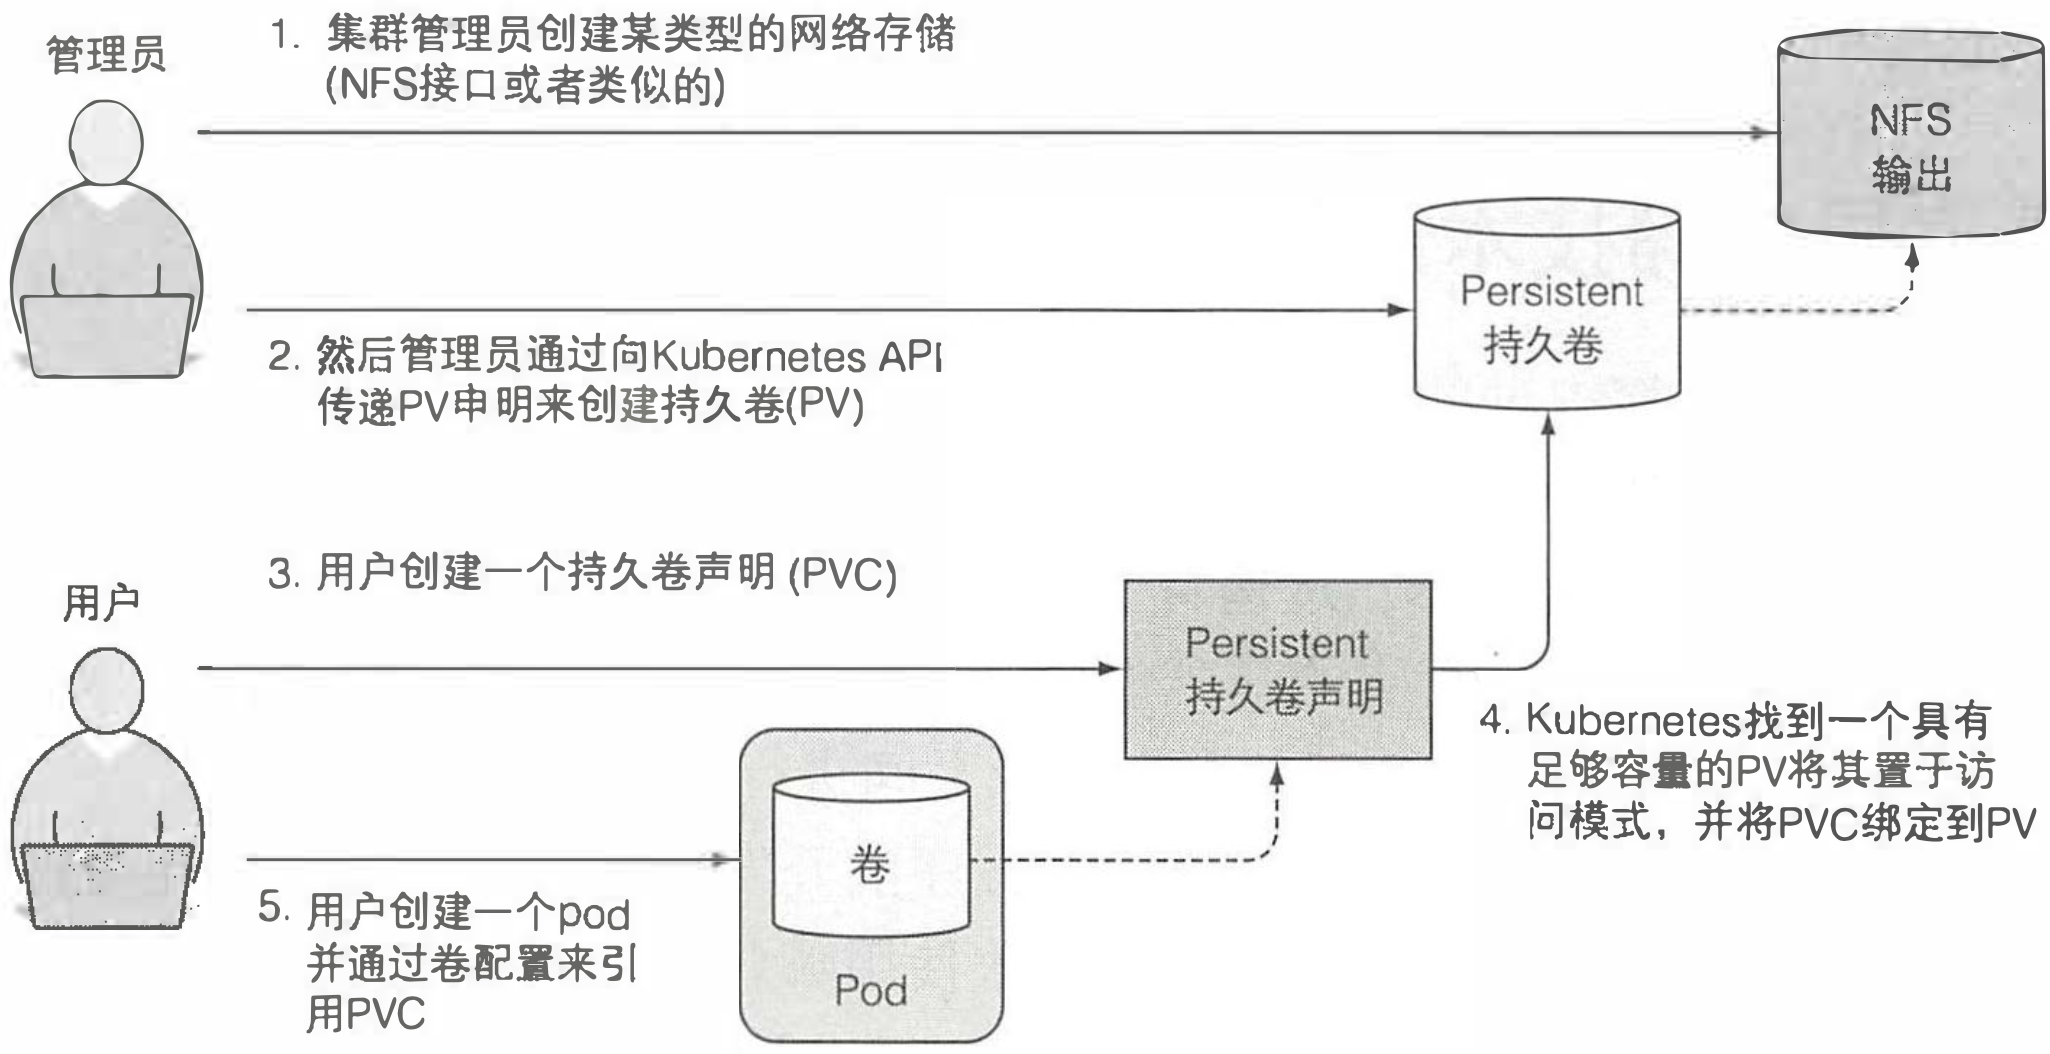 管理员
1. 集群管理员创建某类型的网络存储
(NFS接口或者类似的)
NFS
输出
Persistent
持久卷
2. 然后管理员通过向Kubernetes API
传递PV申明来创建持久卷(PV)
3. 用户创建一个持久卷声明 (PVC)
用户
Persistent
持久卷声明
4. Kubernetes找到一个具有
足够容量的PV将其置于访
问模式，并将PVC绑定到PV
卷
Pod
5. 用户创建一个pod
并通过卷配置来引
用PVC